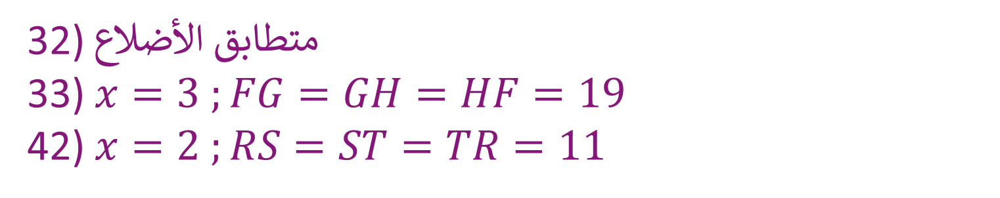 32) متطابق الأضلاع
33) x = 3 ; FG = GH = HF = 19
42) x = 2 ; RS = ST = TR = 11